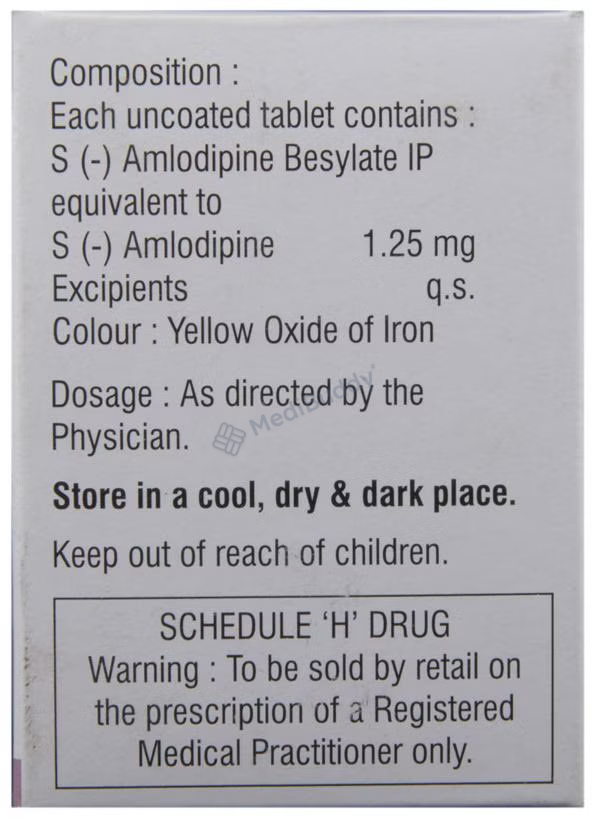 Composition :
Each uncoated tablet contains :
S (-) Amlodipine Besylate IP
equivalent to
S (-) Amlodipine 1.25 mg
Excipients q.s.
Colour : Yellow Oxide of Iron
Dosage : As directed by the
Physician.
MediBuddy
Store in a cool, dry & dark place.
Keep out of reach of children.
SCHEDULE 'H' DRUG
Warning : To be sold by retail on
the prescription of a Registered
Medical Practitioner only.